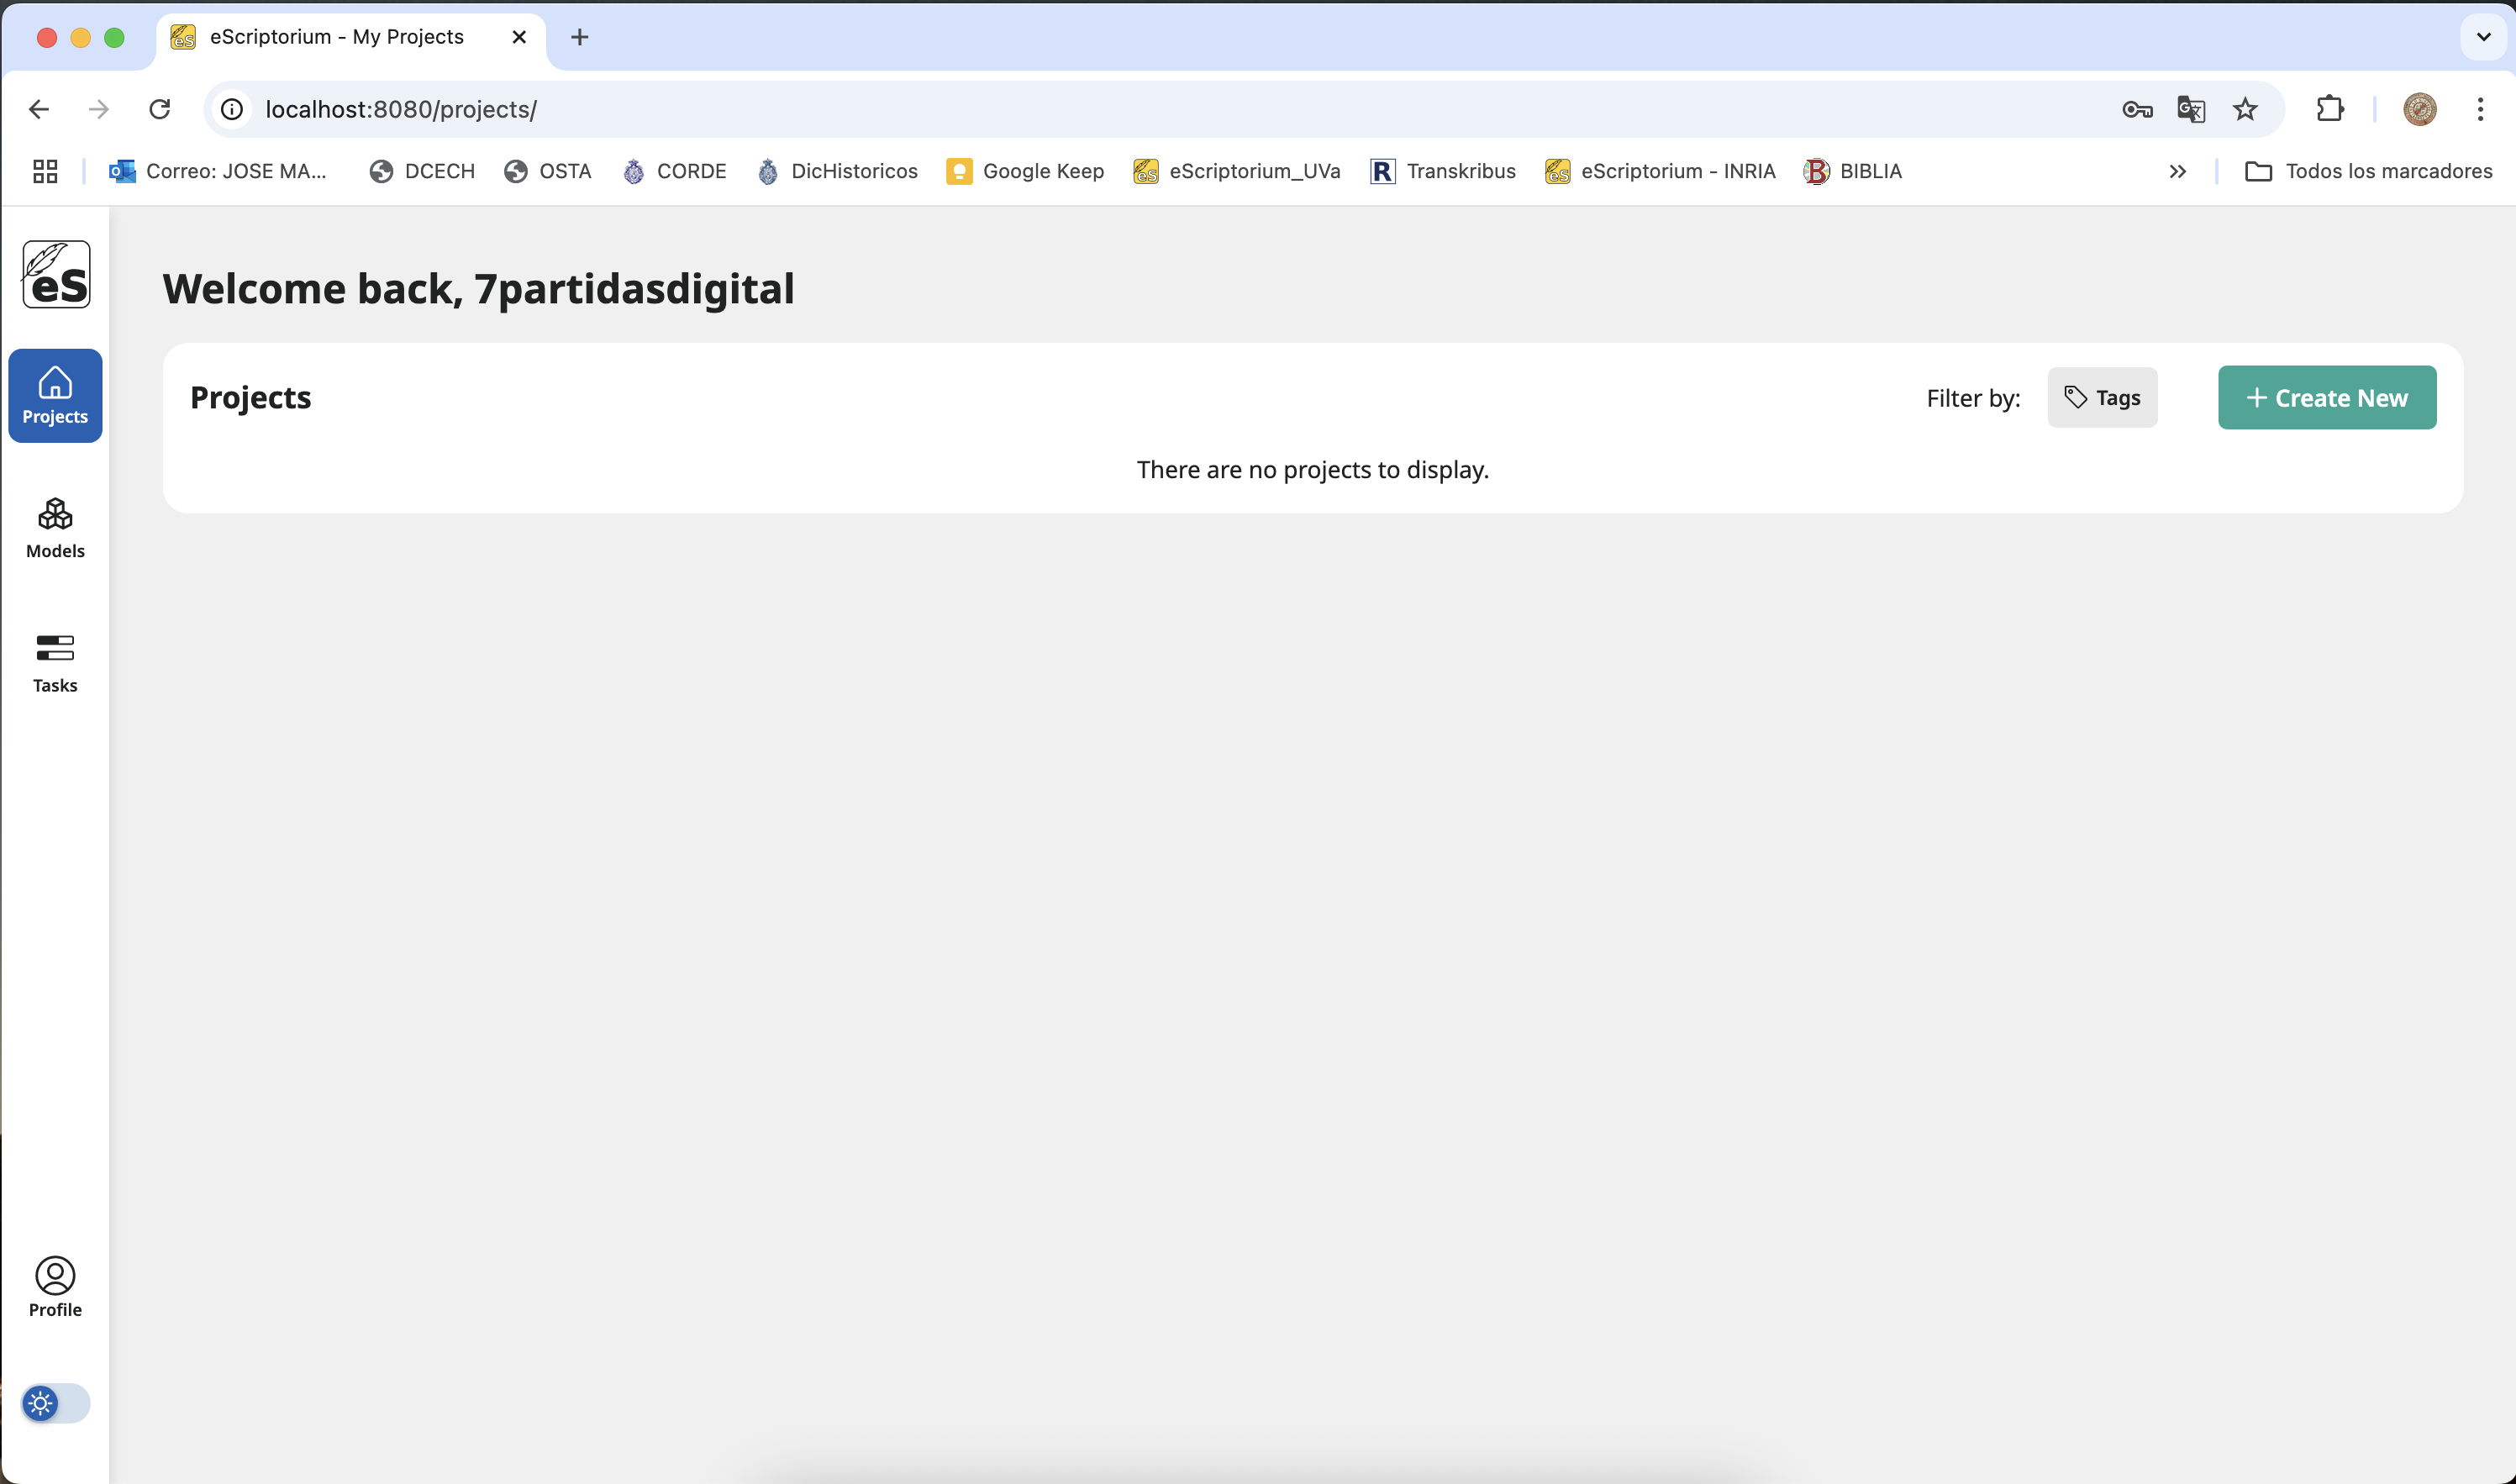 eScriptorium - My Projects
localhost:8080/projects/
Correo: JOSE MA... DCECH OSTA CORDE DicHistoricos Google Keep eScriptorium_UVa Transkribus eScriptorium - INRIA BIBLIA Todos los marcadores
eS
Welcome back, 7partidasdigital
Projects
Projects Filter by: Tags + Create New
There are no projects to display.
Models
Tasks
Profile